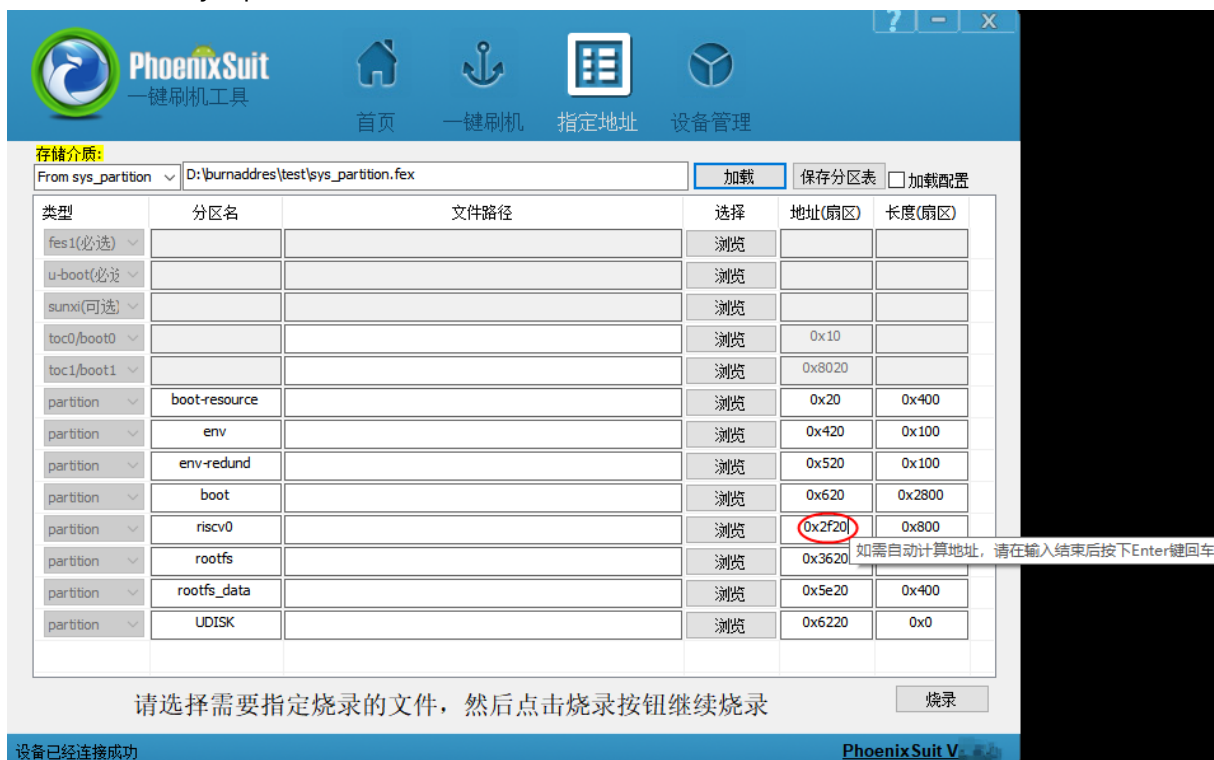 ? - x
PhoenixSuit
一键刷机工具
首页 一键刷机 指定地址 设备管理
存储介质:
From sys_partition D:\burnaddres\test\sys_partition.fex 加载 保存分区表 加载配置
类型 分区名 文件路径 选择 地址(扇区) 长度(扇区)
fes1(必选) 浏览
u-boot(必选 浏览
sunxi(可选) 浏览
toc0/boot0 浏览 0x10
toc1/boot1 浏览 0x8020
partition boot-resource 浏览 0x20 0x400
partition env 浏览 0x420 0x100
partition env-redund 浏览 0x520 0x100
partition boot 浏览 0x620 0x2800
partition riscv0 浏览 0x2f20 0x800
如需自动计算地址，请在输入结束后按下Enter键回车
partition rootfs 浏览 0x3620
partition rootfs_data 浏览 0x5e20 0x400
partition UDISK 浏览 0x6220 0x0
请选择需要指定烧录的文件，然后点击烧录按钮继续烧录 烧录
设备已经连接成功 PhoenixSuit V